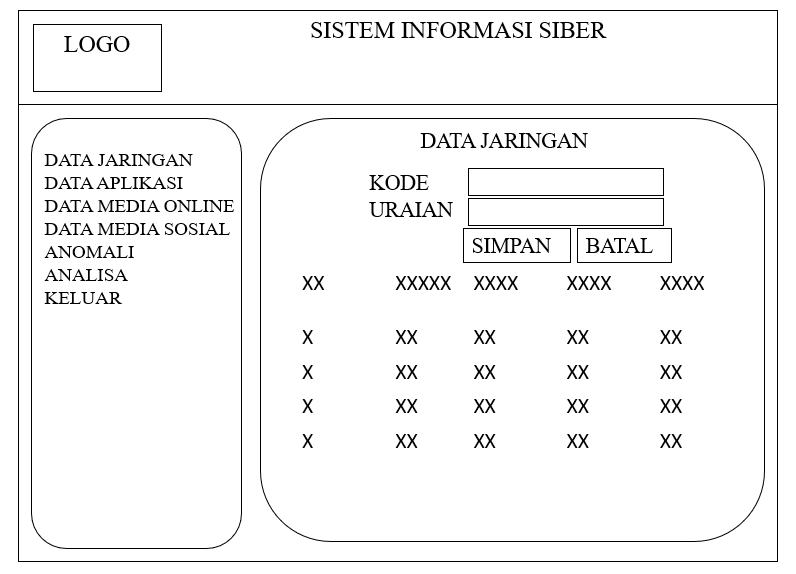 LOGO
SISTEM INFORMASI SIBER
DATA JARINGAN
DATA APLIKASI
DATA MEDIA ONLINE
DATA MEDIA SOSIAL
ANOMALI
ANALISA
KELUAR
DATA JARINGAN
KODE
URAIAN
SIMPAN BATAL
XX XXXXX XXXX XXXX XXXX
X XX XX XX XX
X XX XX XX XX
X XX XX XX XX
X XX XX XX XX